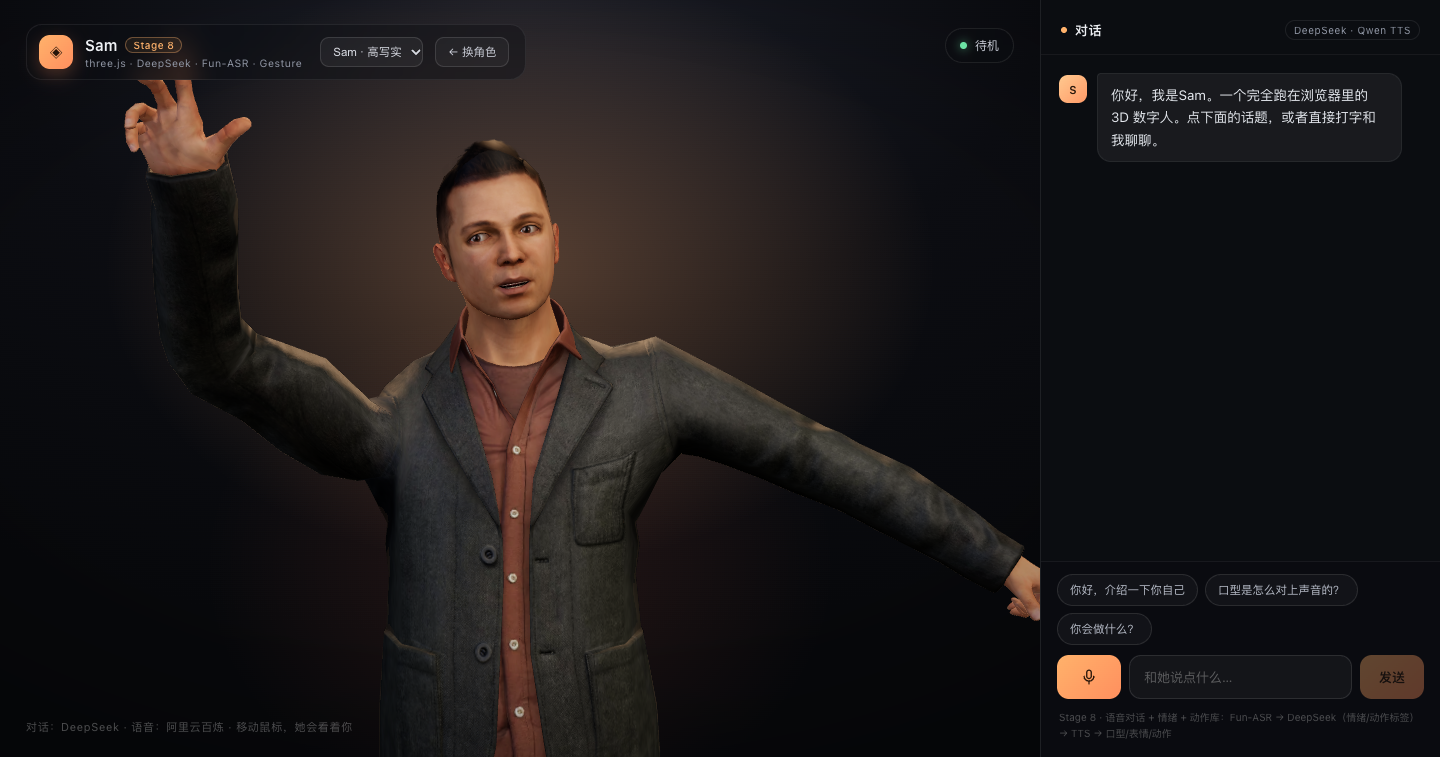 Sam Stage 8
three.js · DeepSeek · Fun-ASR · Gesture
Sam · 高写实
← 换角色
待机
对话
DeepSeek · Qwen TTS
S
你好，我是Sam。一个完全跑在浏览器里的
3D 数字人。点下面的话题，或者直接打字和
我聊聊。
你好，介绍一下你自己
口型是怎么对上声音的？
你会做什么？
和她说点什么…
发送
Stage 8 · 语音对话 + 情绪 + 动作库：Fun-ASR → DeepSeek（情绪/动作标签）
→ TTS → 口型/表情/动作
对话：DeepSeek · 语音：阿里云百炼 · 移动鼠标，她会看着你